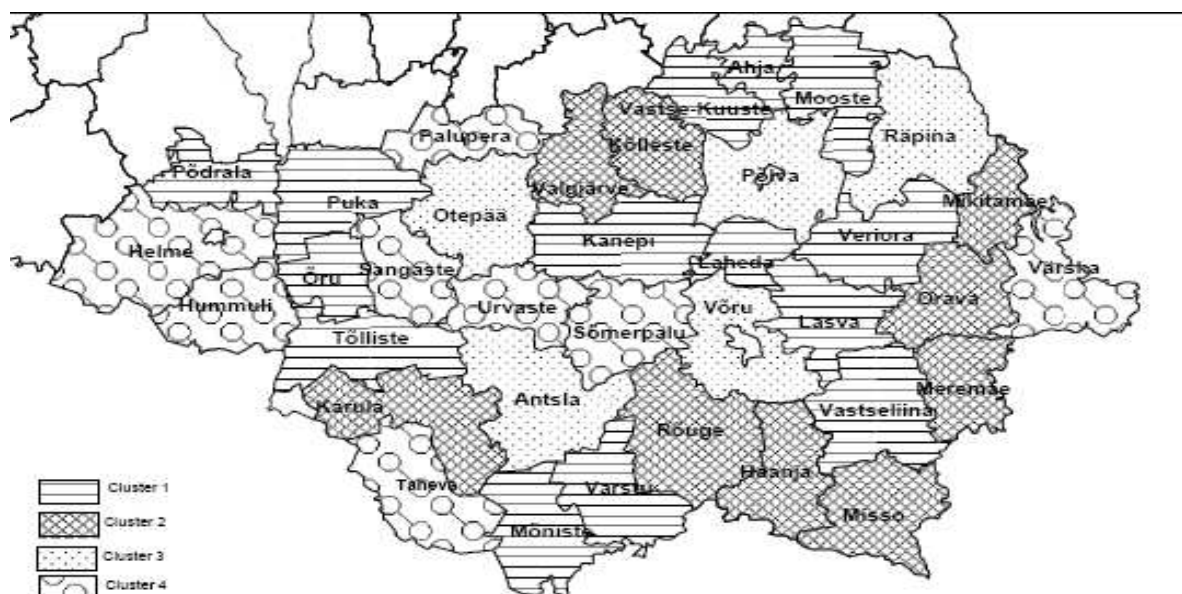 Ahja
Mooste
Vastse-Kuuste
Palupera
Kõlleste
Räpina
Põdrala
Puka
Valgjärve
Põlva
Otepää
Mikitamäe
Kanepi
Veriora
Helme
Sangaste
Laheda
Värska
Õru
Hummuli
Urvaste
Võru
Orava
Sõmerpalu
Lasva
Tõlliste
Meremäe
Karula
Antsla
Vastseliina
Rõuge
Haanja
Taheva
Varstu
Misso
Mõniste
Cluster 1
Cluster 2
Cluster 3
Cluster 4